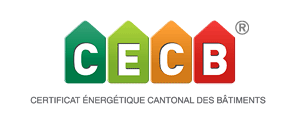 CECB®
CERTIFICAT ÉNERGÉTIQUE CANTONAL DES BÂTIMENTS